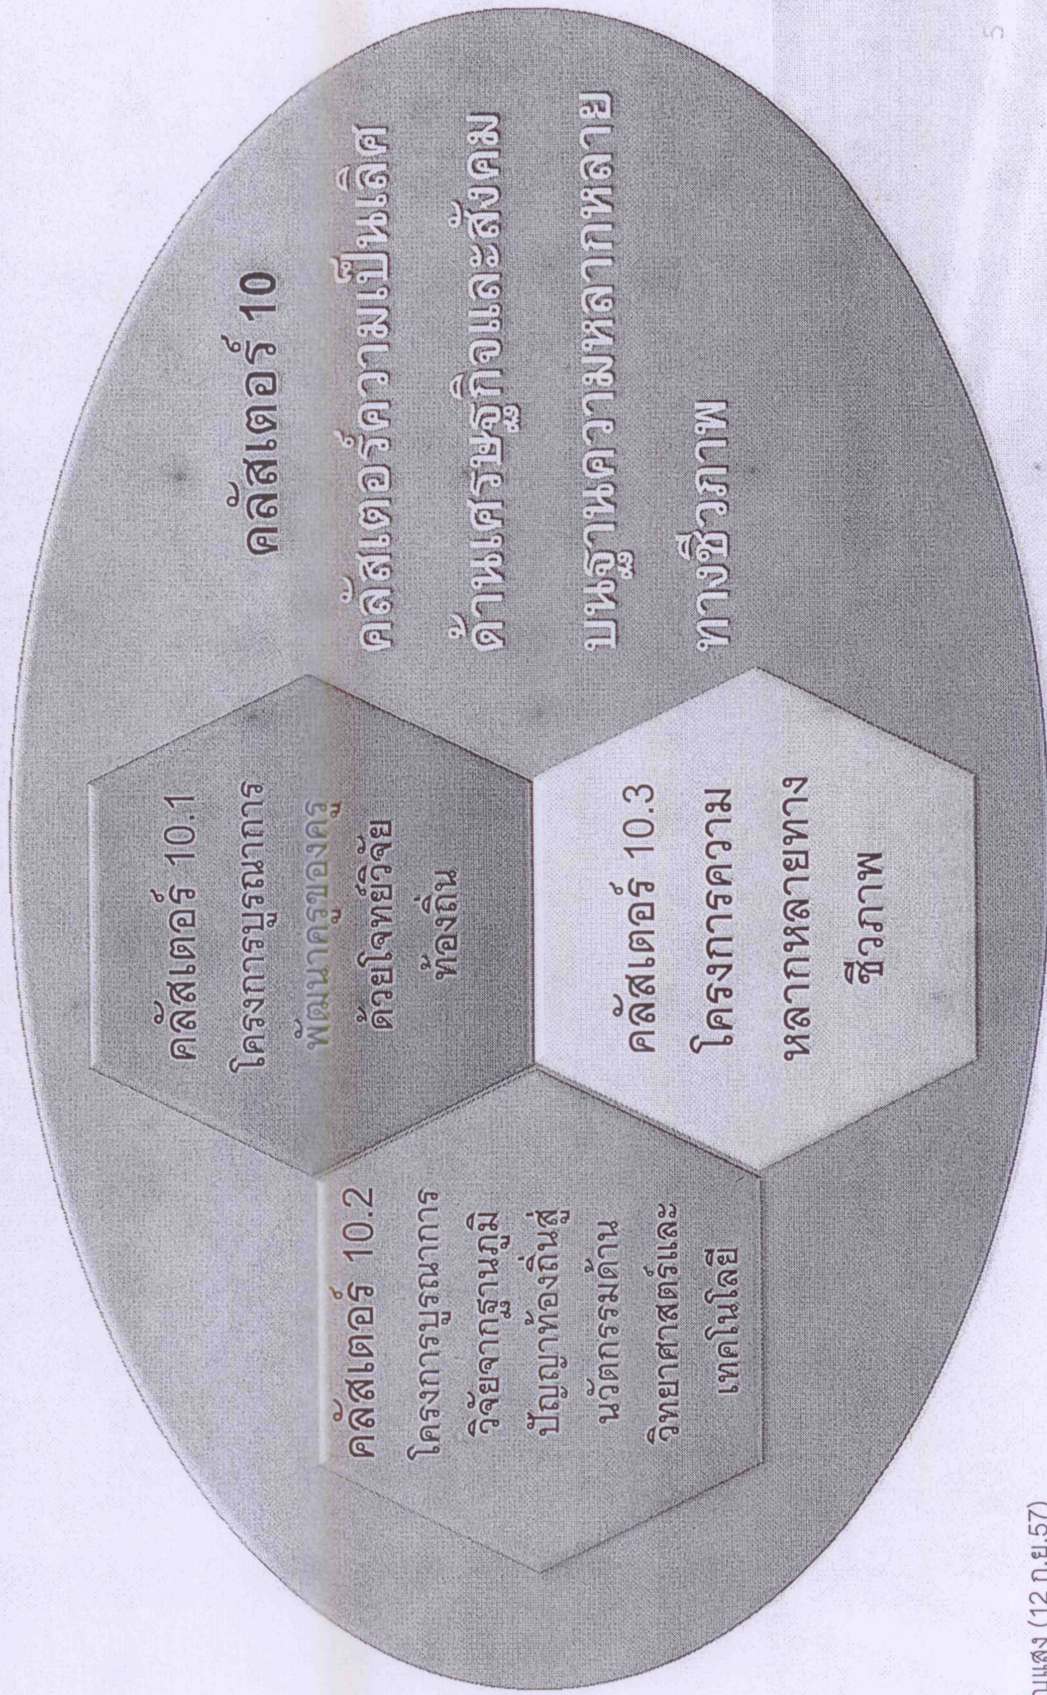 คลัสเตอร์ 10
คลัสเตอร์ความเป็นเลิศ
ด้านเศรษฐกิจและสังคม
บนฐานความหลากหลาย
ทางชีวภาพ
คลัสเตอร์ 10.1
โครงการบูรณาการ
พัฒนาครูของครู
ด้วยโจทย์วิจัย
ท้องถิ่น
คลัสเตอร์ 10.2
โครงการบูรณาการ
วิจัยจากฐานภูมิ
ปัญญาท้องถิ่นสู่
นวัตกรรมด้าน
วิทยาศาสตร์และ
เทคโนโลยี
คลัสเตอร์ 10.3
โครงการความ
หลากหลายทาง
ชีวภาพ
(12 ก.ย.57)
5